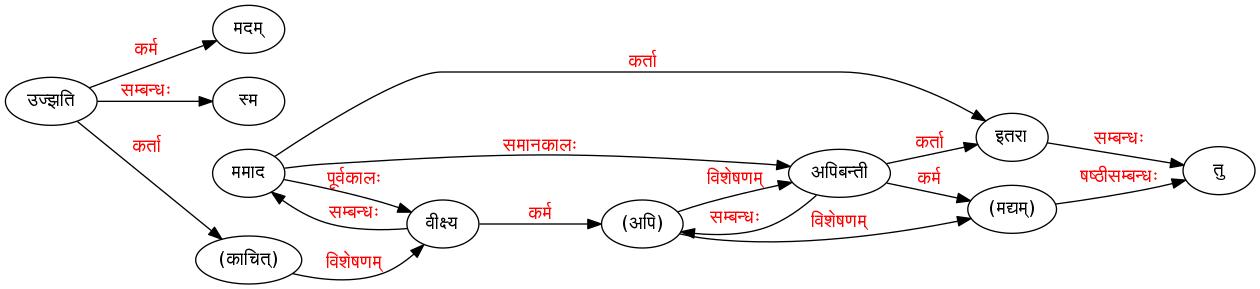 मदम्
कर्म
उज्झति
सम्बन्धः
स्म
कर्ता
कर्ता
ममाद
समानकालः
पूर्वकालः
सम्बन्धः
वीक्ष्य
(काचित्)
विशेषणम्
कर्म
(अपि)
विशेषणम्
सम्बन्धः
विशेषणम्
अपिबन्ती
कर्ता
कर्म
इतरा
(मद्यम्)
सम्बन्धः
षष्ठीसम्बन्धः
तु